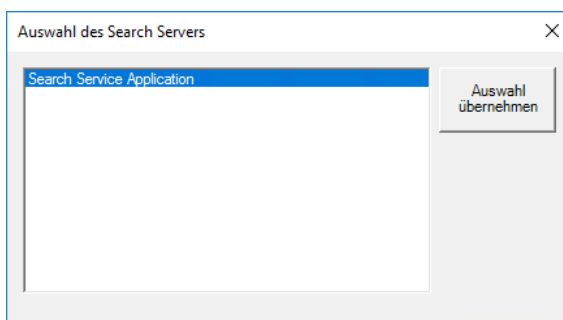 Auswahl des Search Servers
Search Service Application
Auswahl
übernehmen